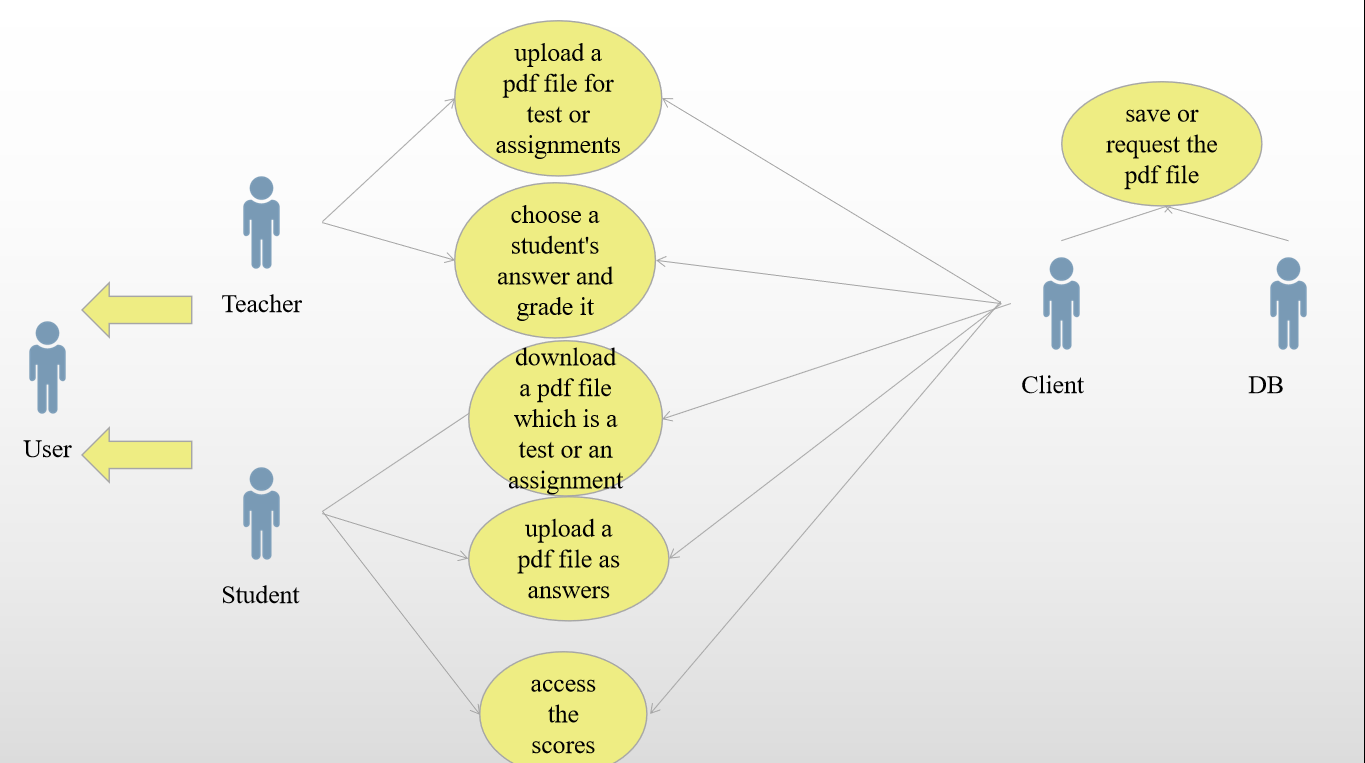 upload a
pdf file for
test or
assignments
choose a
student's
answer and
grade it
download
a pdf file
which is a
test or an
assignment
upload a
pdf file as
answers
access
the
scores
save or
request the
pdf file
Teacher
User
Student
Client
DB